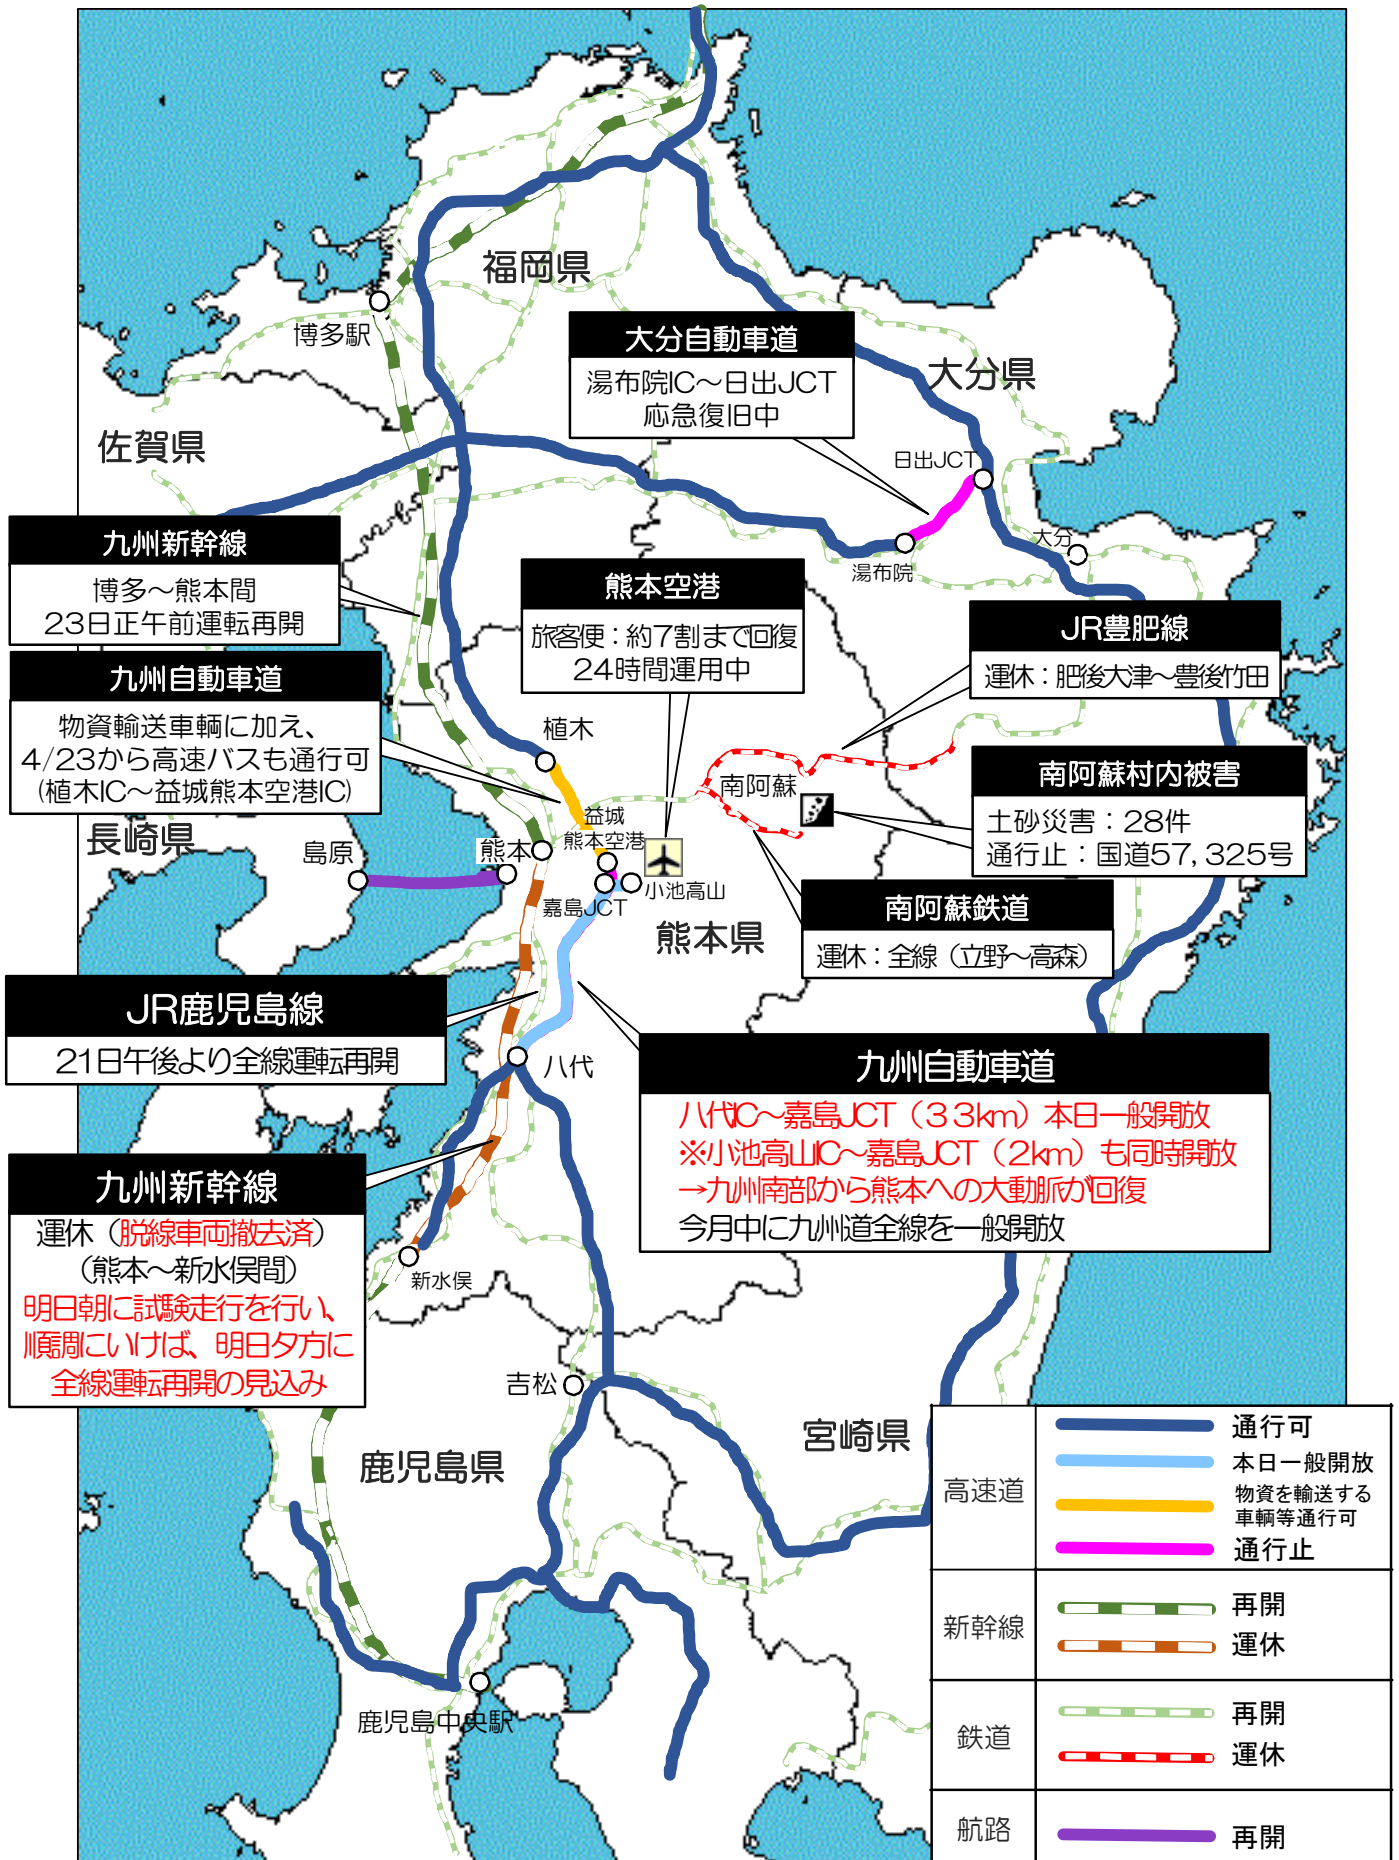 福岡県
博多駅
大分自動車道
湯布院IC～日出JCT
応急復旧中
大分県
佐賀県
日出JCT
九州新幹線
博多～熊本間
23日正午前運転再開
大分
湯布院
熊本空港
旅客便：約7割まで回復
24時間運用中
JR豊肥線
運休：肥後大津～豊後竹田
九州自動車道
物資輸送車輌に加え、
4/23から高速バスも通行可
(植木IC～益城熊本空港IC)
植木
南阿蘇
南阿蘇村内被害
土砂災害：28件
通行止：国道57,325号
長崎県
島原
熊本
益城
熊本空港
嘉島JCT
小池高山
熊本県
南阿蘇鉄道
運休：全線（立野～高森）
JR鹿児島線
21日午後より全線運転再開
八代
九州自動車道
八代IC～嘉島JCT（33km）本日一般開放
※小池高山IC～嘉島JCT（2km）も同時開放
→九州南部から熊本への大動脈が回復
今月中に九州道全線を一般開放
九州新幹線
運休（脱線車両撤去済）
（熊本～新水俣間）
明日朝に試験走行を行い、
順調にいけば、明日夕方に
全線運転再開の見込み
新水俣
吉松
宮崎県
鹿児島県
鹿児島中央駅
高速道
通行可
本日一般開放
物資を輸送する
車輌等通行可
通行止
新幹線
再開
運休
鉄道
再開
運休
航路
再開